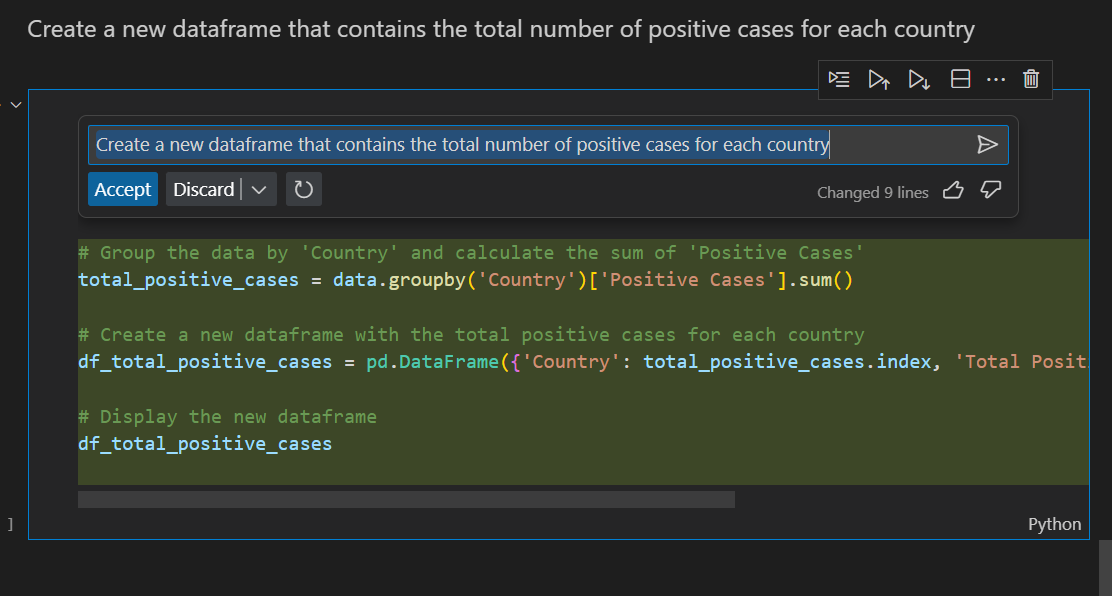 Create a new dataframe that contains the total number of positive cases for each country
Create a new dataframe that contains the total number of positive cases for each country
Accept
Discard
Changed 9 lines
# Group the data by 'Country' and calculate the sum of 'Positive Cases'
total_positive_cases = data.groupby('Country')['Positive Cases'].sum()
# Create a new dataframe with the total positive cases for each country
df_total_positive_cases = pd.DataFrame({'Country': total_positive_cases.index, 'Total Posit
# Display the new dataframe
df_total_positive_cases
]
Python